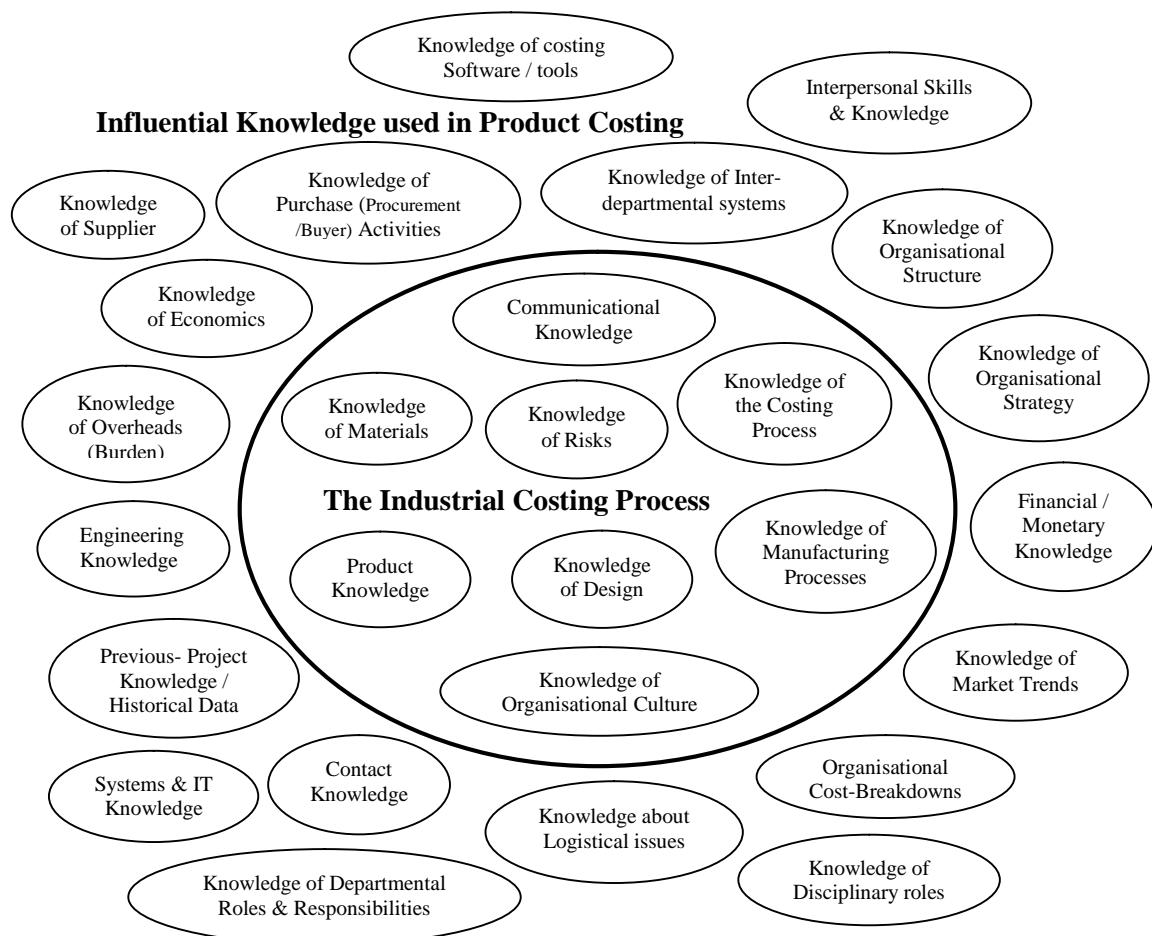 Knowledge of costing
Software / tools
Interpersonal Skills
& Knowledge
Influential Knowledge used in Product Costing
Knowledge of
Purchase (Procurement
/Buyer) Activities
Knowledge of Inter-
departmental systems
Knowledge
of Supplier
Knowledge of
Organisational
Structure
Knowledge
of Economics
Communicational
Knowledge
Knowledge of
Organisational
Strategy
Knowledge
of Overheads
(Burden)
Knowledge
of Materials
Knowledge
of Risks
Knowledge of
the Costing
Process
The Industrial Costing Process
Financial /
Monetary
Knowledge
Engineering
Knowledge
Product
Knowledge
Knowledge
of Design
Knowledge of
Manufacturing
Processes
Previous- Project
Knowledge /
Historical Data
Knowledge of
Organisational Culture
Knowledge of
Market Trends
Systems & IT
Knowledge
Contact
Knowledge
Knowledge about
Logistical issues
Organisational
Cost-Breakdowns
Knowledge of Departmental
Roles & Responsibilities
Knowledge of
Disciplinary roles